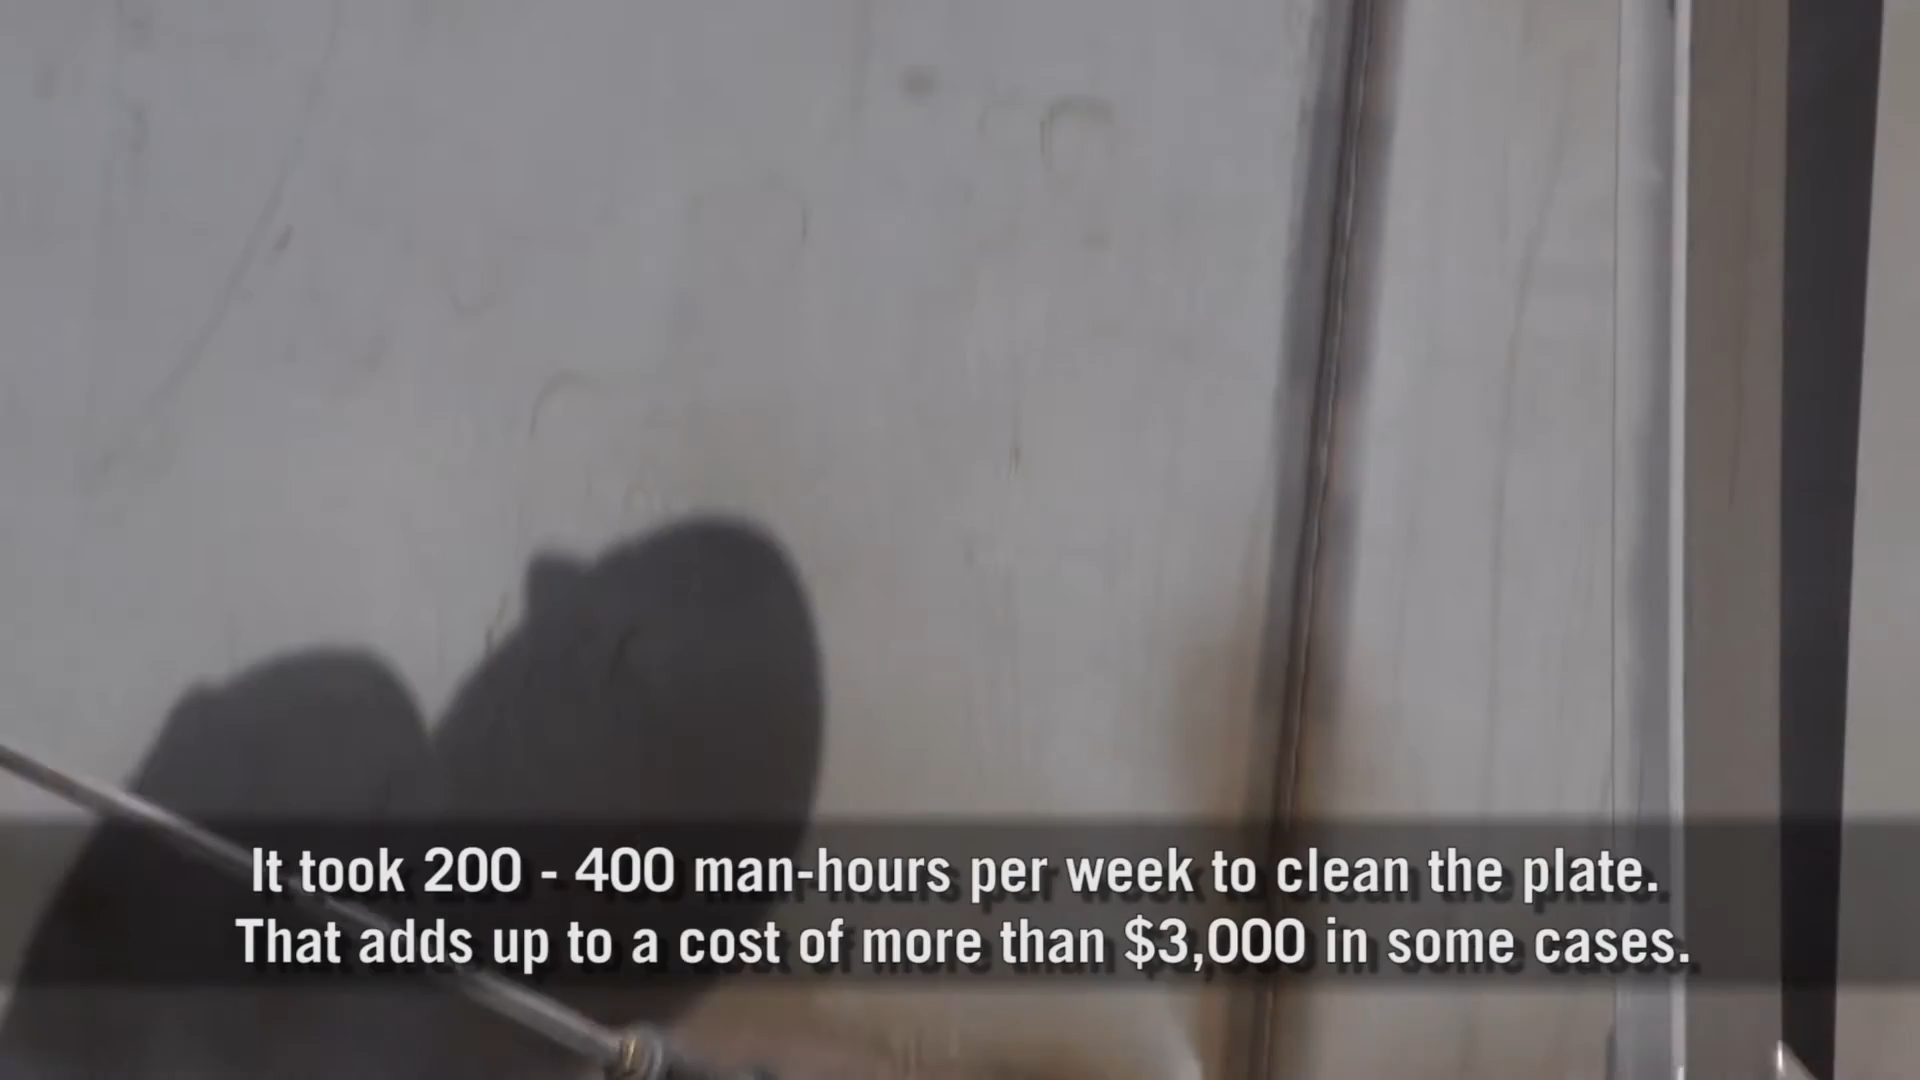 It took 200 - 400 man-hours per week to clean the plate.
That adds up to a cost of more than $3,000 in some cases.